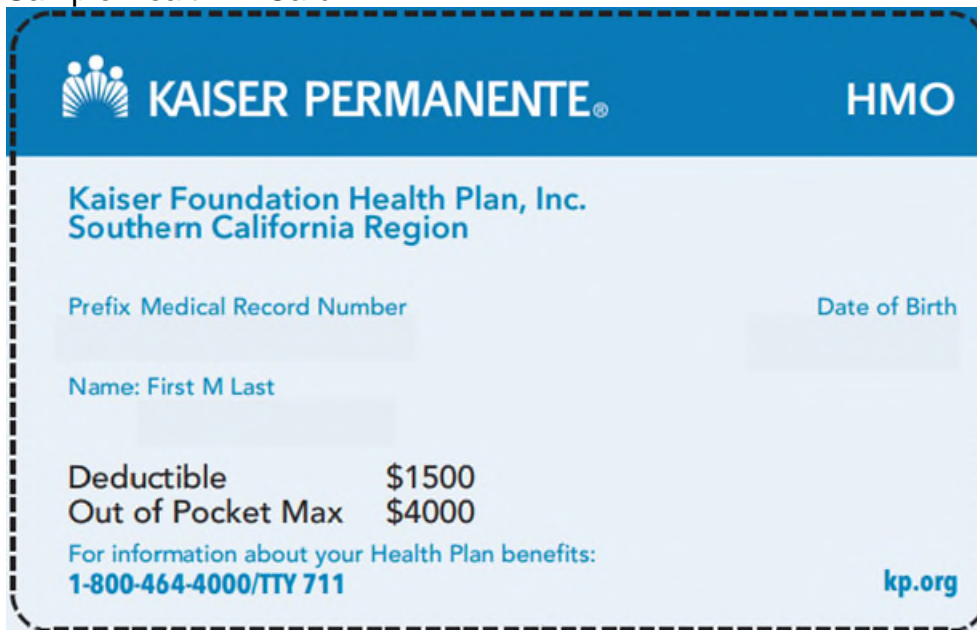 KAISER PERMANENTE® HMO
Kaiser Foundation Health Plan, Inc.
Southern California Region
Prefix Medical Record Number Date of Birth
Name: First M Last
Deductible $1500
Out of Pocket Max $4000
For information about your Health Plan benefits:
1-800-464-4000/TTY 711 kp.org